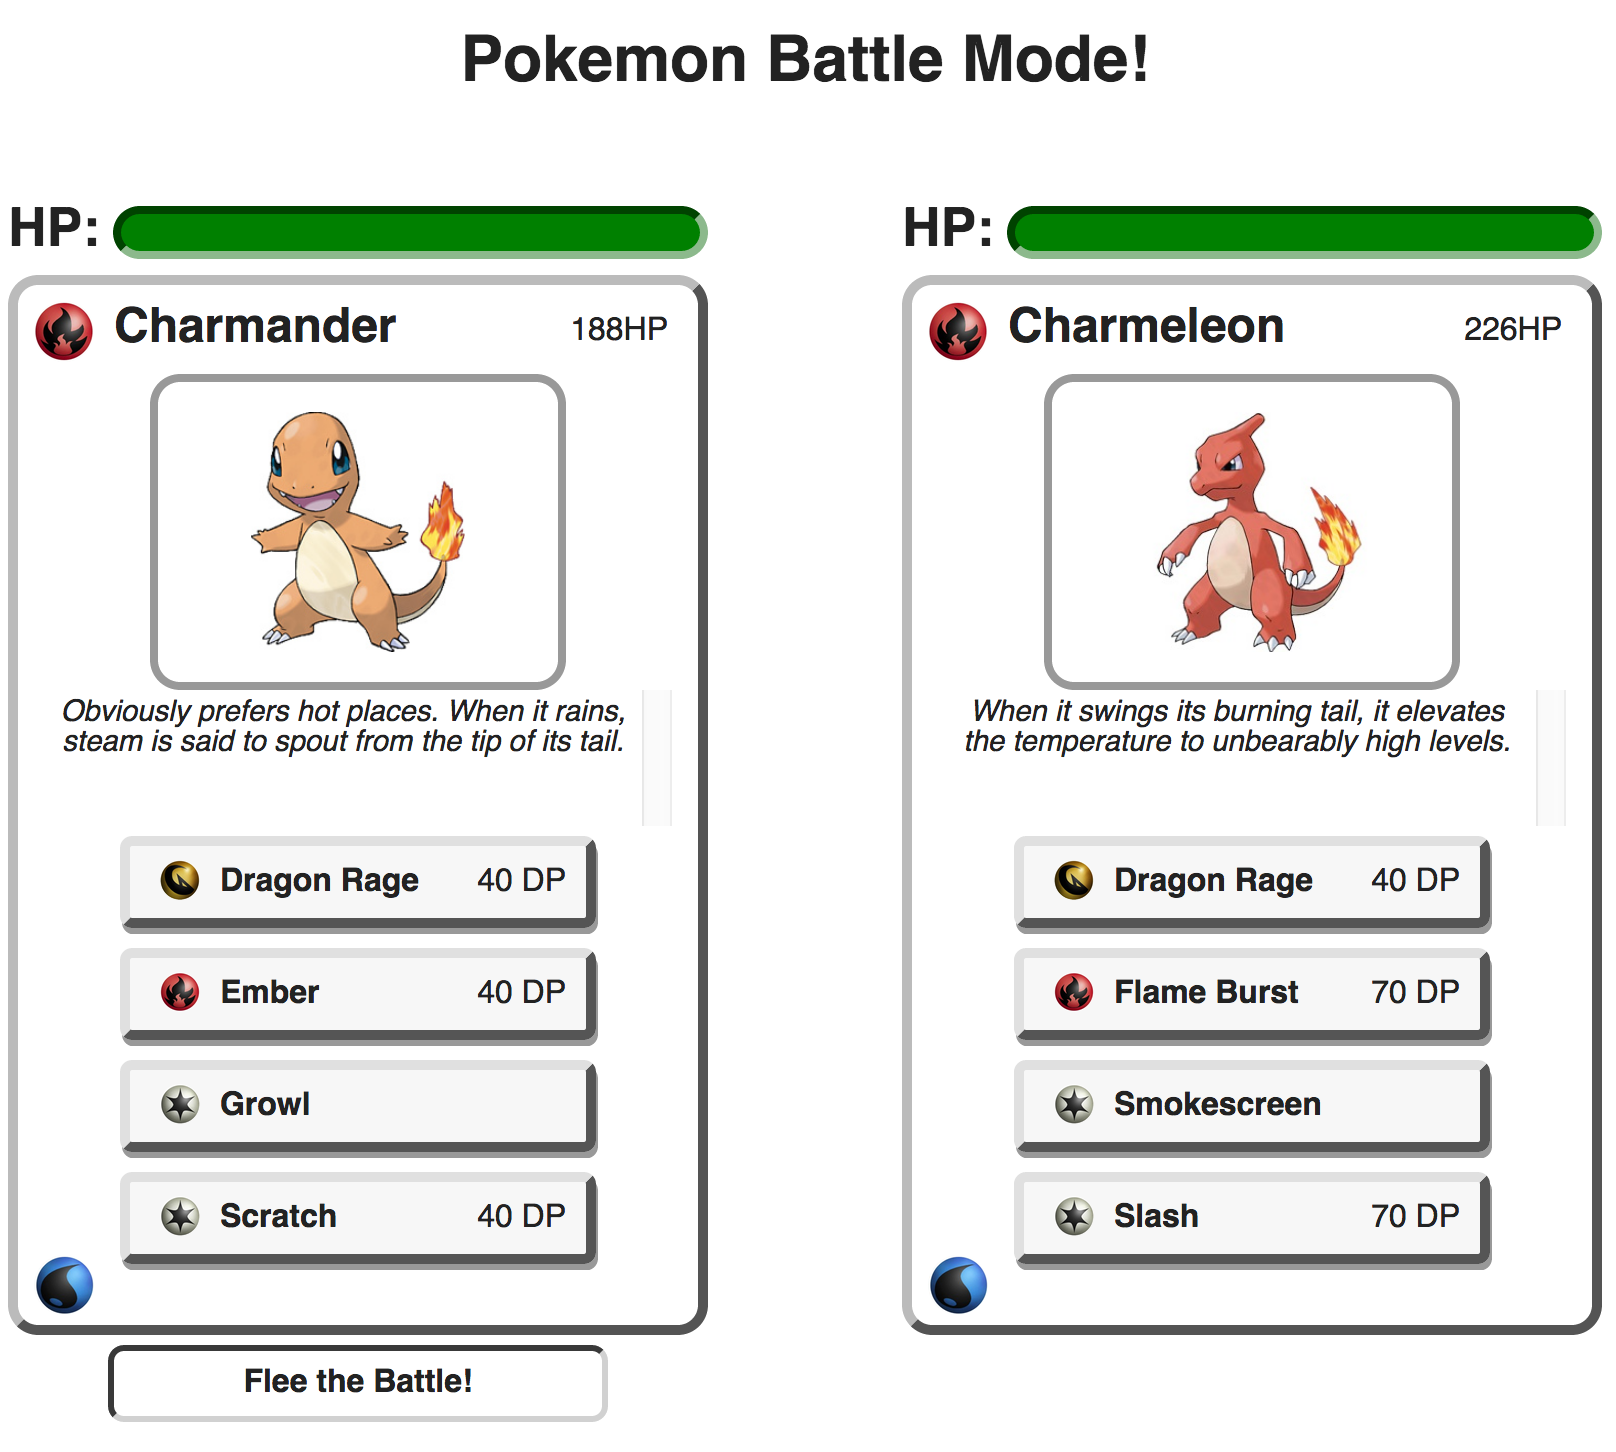 Pokemon Battle Mode!
HP:
Charmander 188HP
Obviously prefers hot places. When it rains,
steam is said to spout from the tip of its tail.
Dragon Rage 40 DP
Ember 40 DP
Growl
Scratch 40 DP
Flee the Battle!
HP:
Charmeleon 226HP
When it swings its burning tail, it elevates
the temperature to unbearably high levels.
Dragon Rage 40 DP
Flame Burst 70 DP
Smokescreen
Slash 70 DP